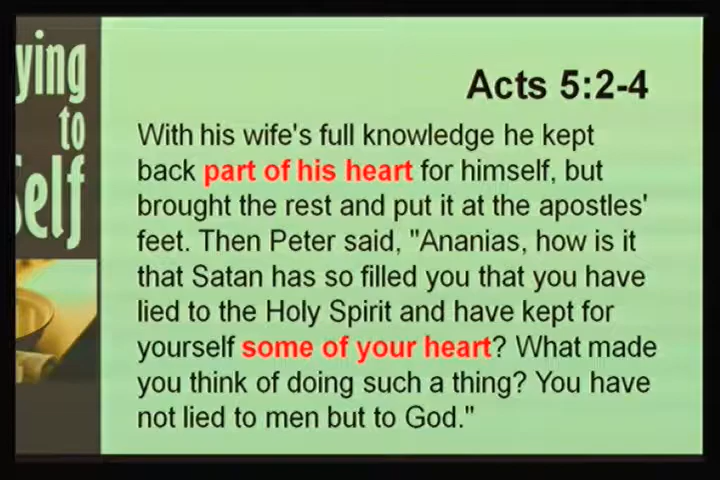 ying
to
Self
Acts 5:2-4
With his wife's full knowledge he kept
back part of his heart for himself, but
brought the rest and put it at the apostles'
feet. Then Peter said, "Ananias, how is it
that Satan has so filled you that you have
lied to the Holy Spirit and have kept for
yourself some of your heart? What made
you think of doing such a thing? You have
not lied to men but to God."